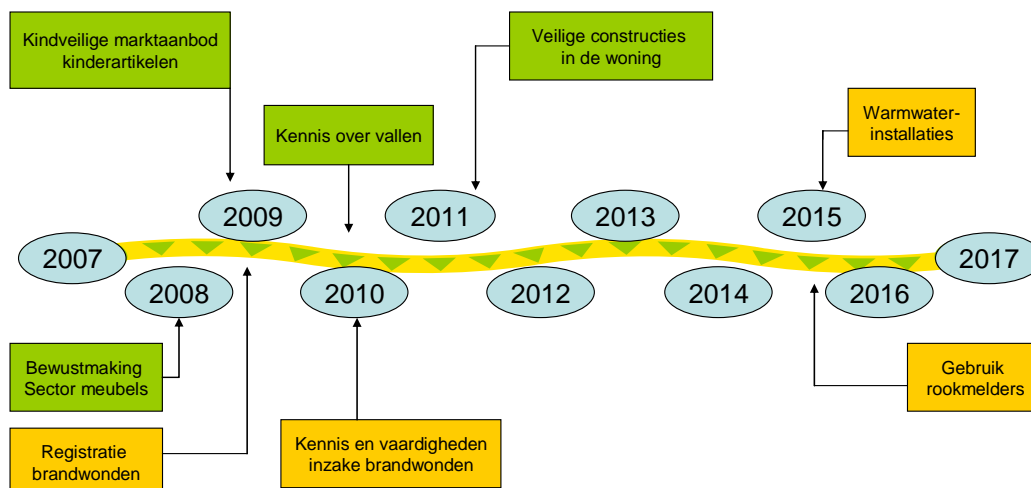 Kindveilige marktaanbod
kinderartikelen
Veilige constructies
in de woning
Kennis over vallen
Warmwater-
installaties
2007
2008
2009
2010
2011
2012
2013
2014
2015
2016
2017
Bewustmaking
Sector meubels
Registratie
brandwonden
Kennis en vaardigheden
inzake brandwonden
Gebruik
rookmelders